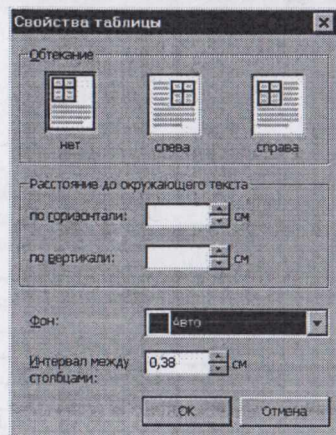 Свойства таблицы
Обтекание
нет
слева
справа
Расстояние до окружающего текста
по горизонтали:
см
по вертикали:
см
Фон:
Авто
Интервал между столбцами:
0,38
см
ОК
Отмена